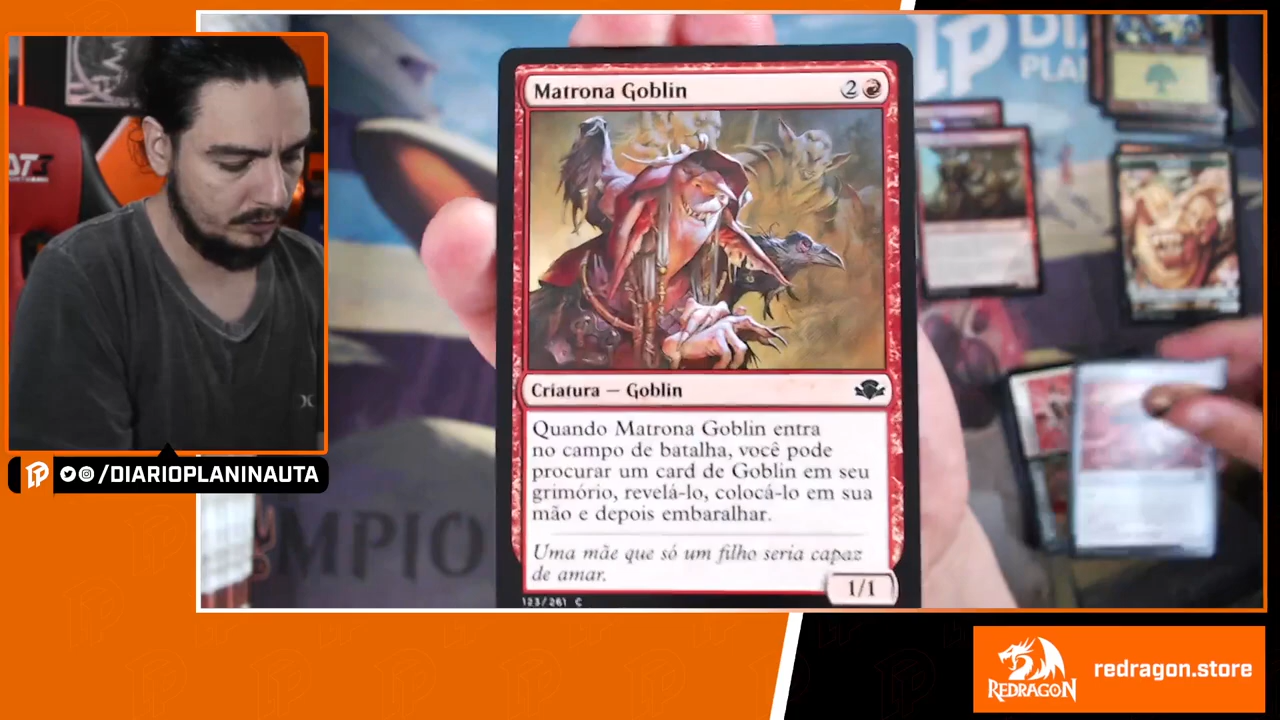 Matrona Goblin 2
Criatura — Goblin
Quando Matrona Goblin entra
no campo de batalha, você pode
procurar um card de Goblin em seu
grimório, revelá-lo, colocá-lo em sua
mão e depois embaralhar.
Uma mãe que só um filho seria capaz
de amar.
1/1
123/261 C
/DIARIOPLANINAUTA
MPIO
REDRAGON
redragon.store